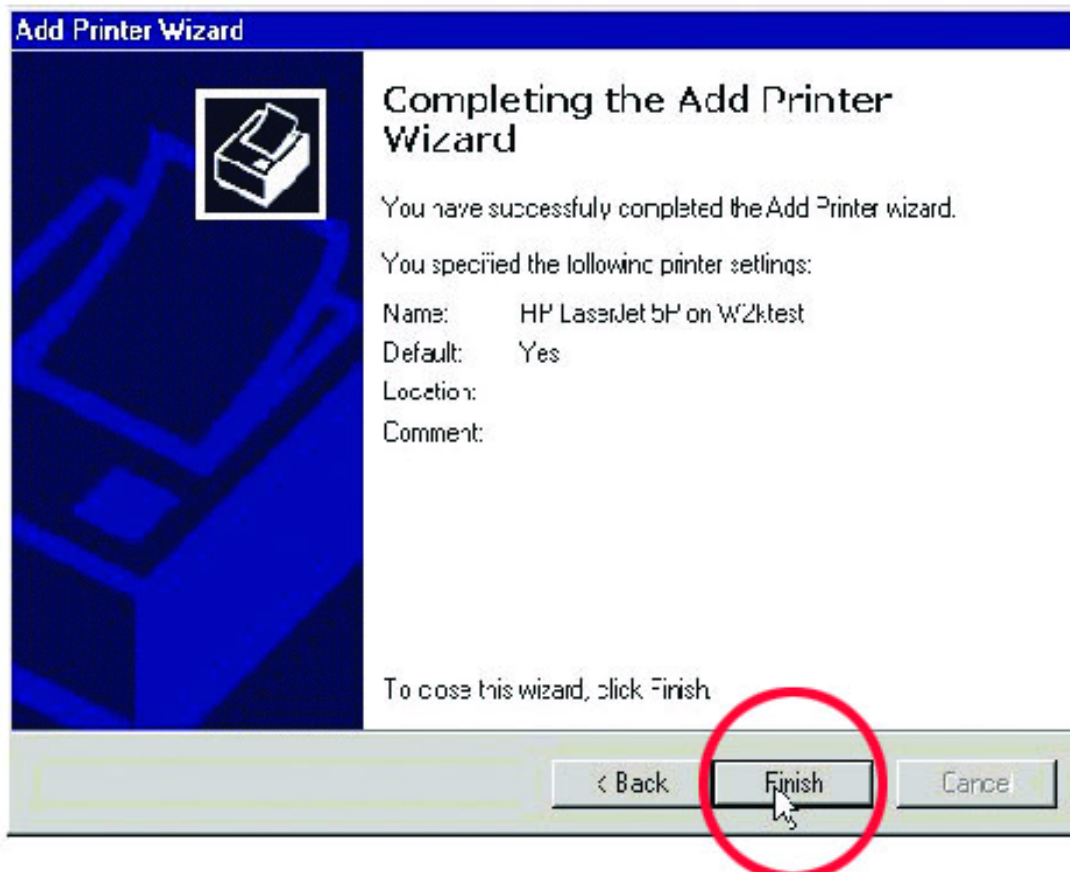 Add Printer Wizard
Completing the Add Printer
Wizard
You have successfully completed the Add Printer wizard.
You specified the following printer settings:
Name: HP LaserJet 5P on W2ktest
Default: Yes
Location:
Comment:
To close this wizard, click Finish.
< Back Finish Cancel